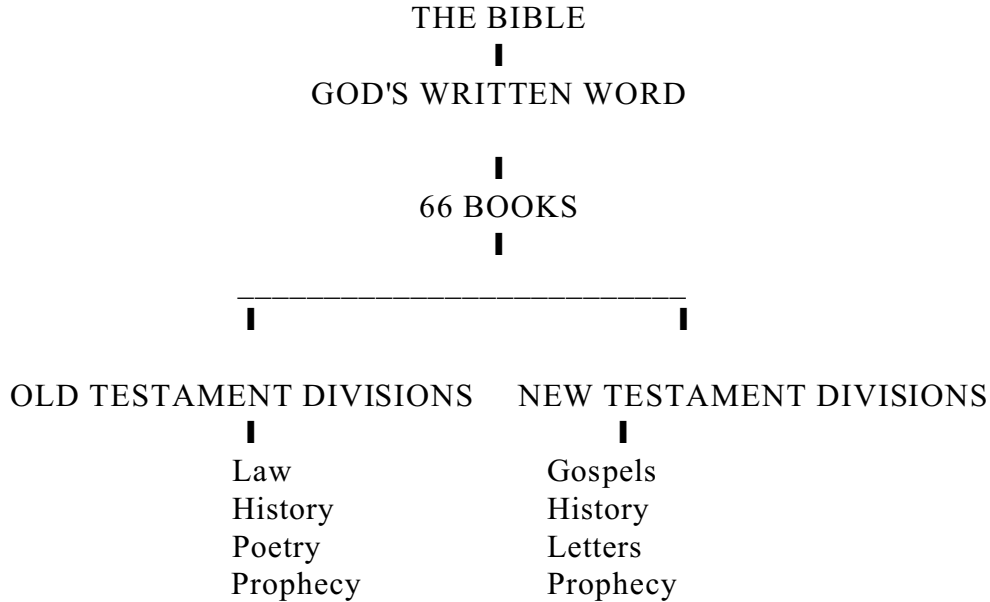 THE BIBLE
GOD'S WRITTEN WORD
66 BOOKS
OLD TESTAMENT DIVISIONS NEW TESTAMENT DIVISIONS
Law Gospels
History History
Poetry Letters
Prophecy Prophecy